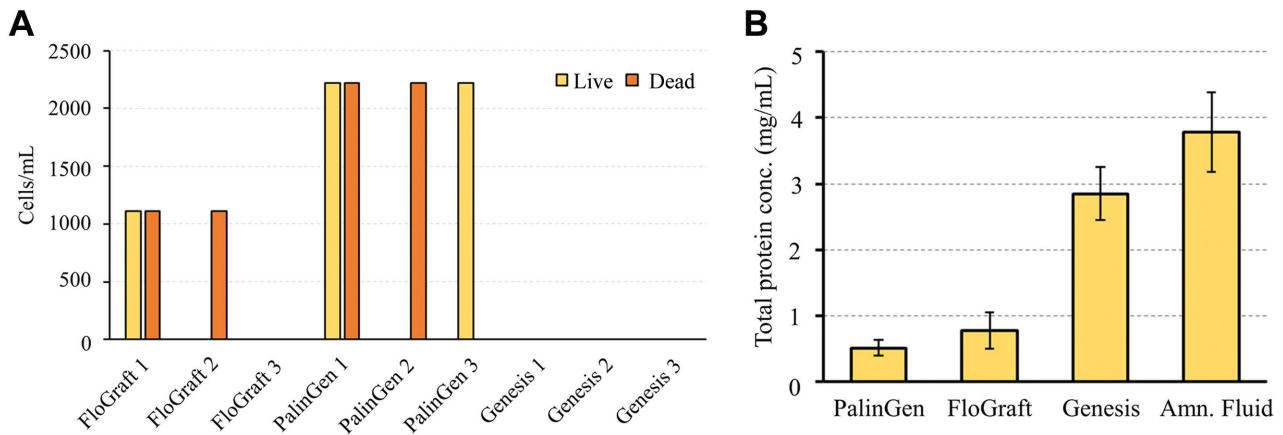 A
Cells/mL
2500
2000
1500
1000
500
0
Live Dead
FloGraft 1
FloGraft 2
FloGraft 3
PalinGen 1
PalinGen 2
PalinGen 3
Genesis 1
Genesis 2
Genesis 3
B
Total protein conc. (mg/mL)
5
4
3
2
1
0
PalinGen
FloGraft
Genesis
Amn. Fluid